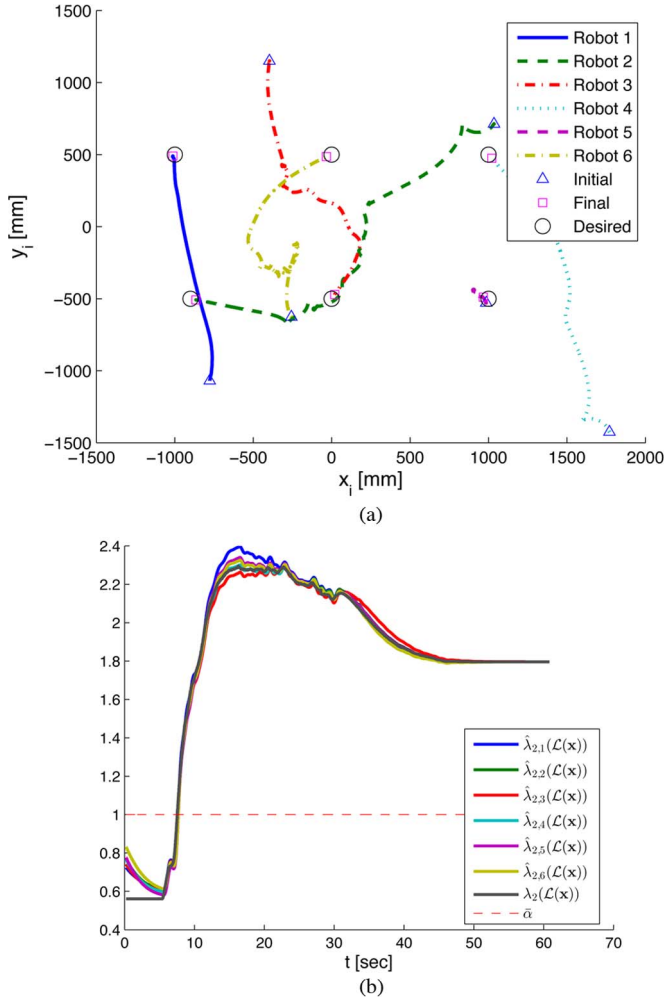 1500
1000
500
0
−500
−1000
−1500
y_i [mm]
−1500 −1000 −500 0 500 1000 1500 2000
x_i [mm]
Robot 1
Robot 2
Robot 3
Robot 4
Robot 5
Robot 6
Initial
Final
Desired
(a)
2.4
2.2
2
1.8
1.6
1.4
1.2
1
0.8
0.6
0.4
0 10 20 30 40 50 60 70
t [sec]
λ̂_{2,1}(ℒ(𝐱))
λ̂_{2,2}(ℒ(𝐱))
λ̂_{2,3}(ℒ(𝐱))
λ̂_{2,4}(ℒ(𝐱))
λ̂_{2,5}(ℒ(𝐱))
λ̂_{2,6}(ℒ(𝐱))
λ_2(ℒ(𝐱))
ᾱ
(b)